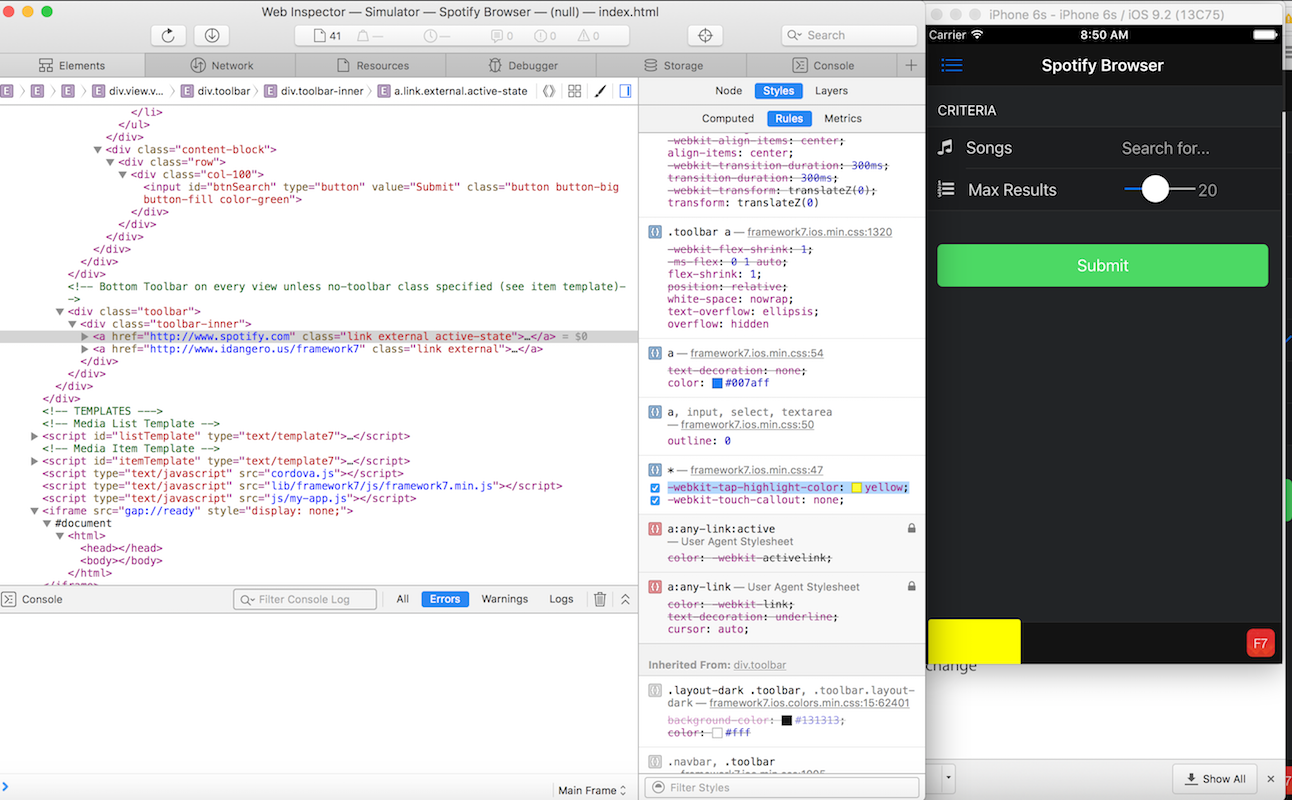 Web Inspector — Simulator — Spotify Browser — (null) — index.html
41
—
—
0
0
0
Search
Elements
Network
Resources
Debugger
Storage
Console
+
E
E
E
E div.view.v...
E div.toolbar
E div.toolbar-inner
E a.link.external.active-state
</li>
</ul>
</div>
<div class="content-block">
<div class="row">
<div class="col-100">
<input id="btnSearch" type="button" value="Submit" class="button button-big
button-fill color-green">
</div>
</div>
</div>
</div>
</div>
</div>
<!-- Bottom Toolbar on every view unless no-toolbar class specified (see item template)-
->
<div class="toolbar">
<div class="toolbar-inner">
<a href="http://www.spotify.com" class="link external active-state">…</a> = $0
<a href="http://www.idangero.us/framework7" class="link external">…</a>
</div>
</div>
</div>
</div>
<!-- TEMPLATES --->
<!-- Media List Template -->
<script id="listTemplate" type="text/template7">…</script>
<!-- Media Item Template -->
<script id="itemTemplate" type="text/template7">…</script>
<script type="text/javascript" src="cordova.js"></script>
<script type="text/javascript" src="lib/framework7/js/framework7.min.js"></script>
<script type="text/javascript" src="js/my-app.js"></script>
<iframe src="gap://ready" style="display: none;">
#document
<html>
<head></head>
<body></body>
</html>
</iframe>
Console
Filter Console Log
All
Errors
Warnings
Logs
Main Frame
Node
Styles
Layers
Computed
Rules
Metrics
-webkit-align-items: center;
align-items: center;
-webkit-transition-duration: 300ms;
transition-duration: 300ms;
-webkit-transform: translateZ(0);
transform: translateZ(0)
.toolbar a — framework7.ios.min.css:1320
-webkit-flex-shrink: 1;
-ms-flex: 0 1 auto;
flex-shrink: 1;
position: relative;
white-space: nowrap;
text-overflow: ellipsis;
overflow: hidden
a — framework7.ios.min.css:54
text-decoration: none;
color: #007aff
a, input, select, textarea
— framework7.ios.min.css:50
outline: 0
* — framework7.ios.min.css:47
-webkit-tap-highlight-color: yellow;
-webkit-touch-callout: none;
a:any-link:active
— User Agent Stylesheet
color: -webkit-activelink;
a:any-link — User Agent Stylesheet
color: -webkit-link;
text-decoration: underline;
cursor: auto;
Inherited From: div.toolbar
.layout-dark .toolbar, .toolbar.layout-
dark — framework7.ios.colors.min.css:15:62401
background-color: #131313;
color: #fff
.navbar, .toolbar
Filter Styles
iPhone 6s - iPhone 6s / iOS 9.2 (13C75)
Carrier
8:50 AM
Spotify Browser
CRITERIA
Songs
Search for...
Max Results
20
Submit
F7
change
Show All
×